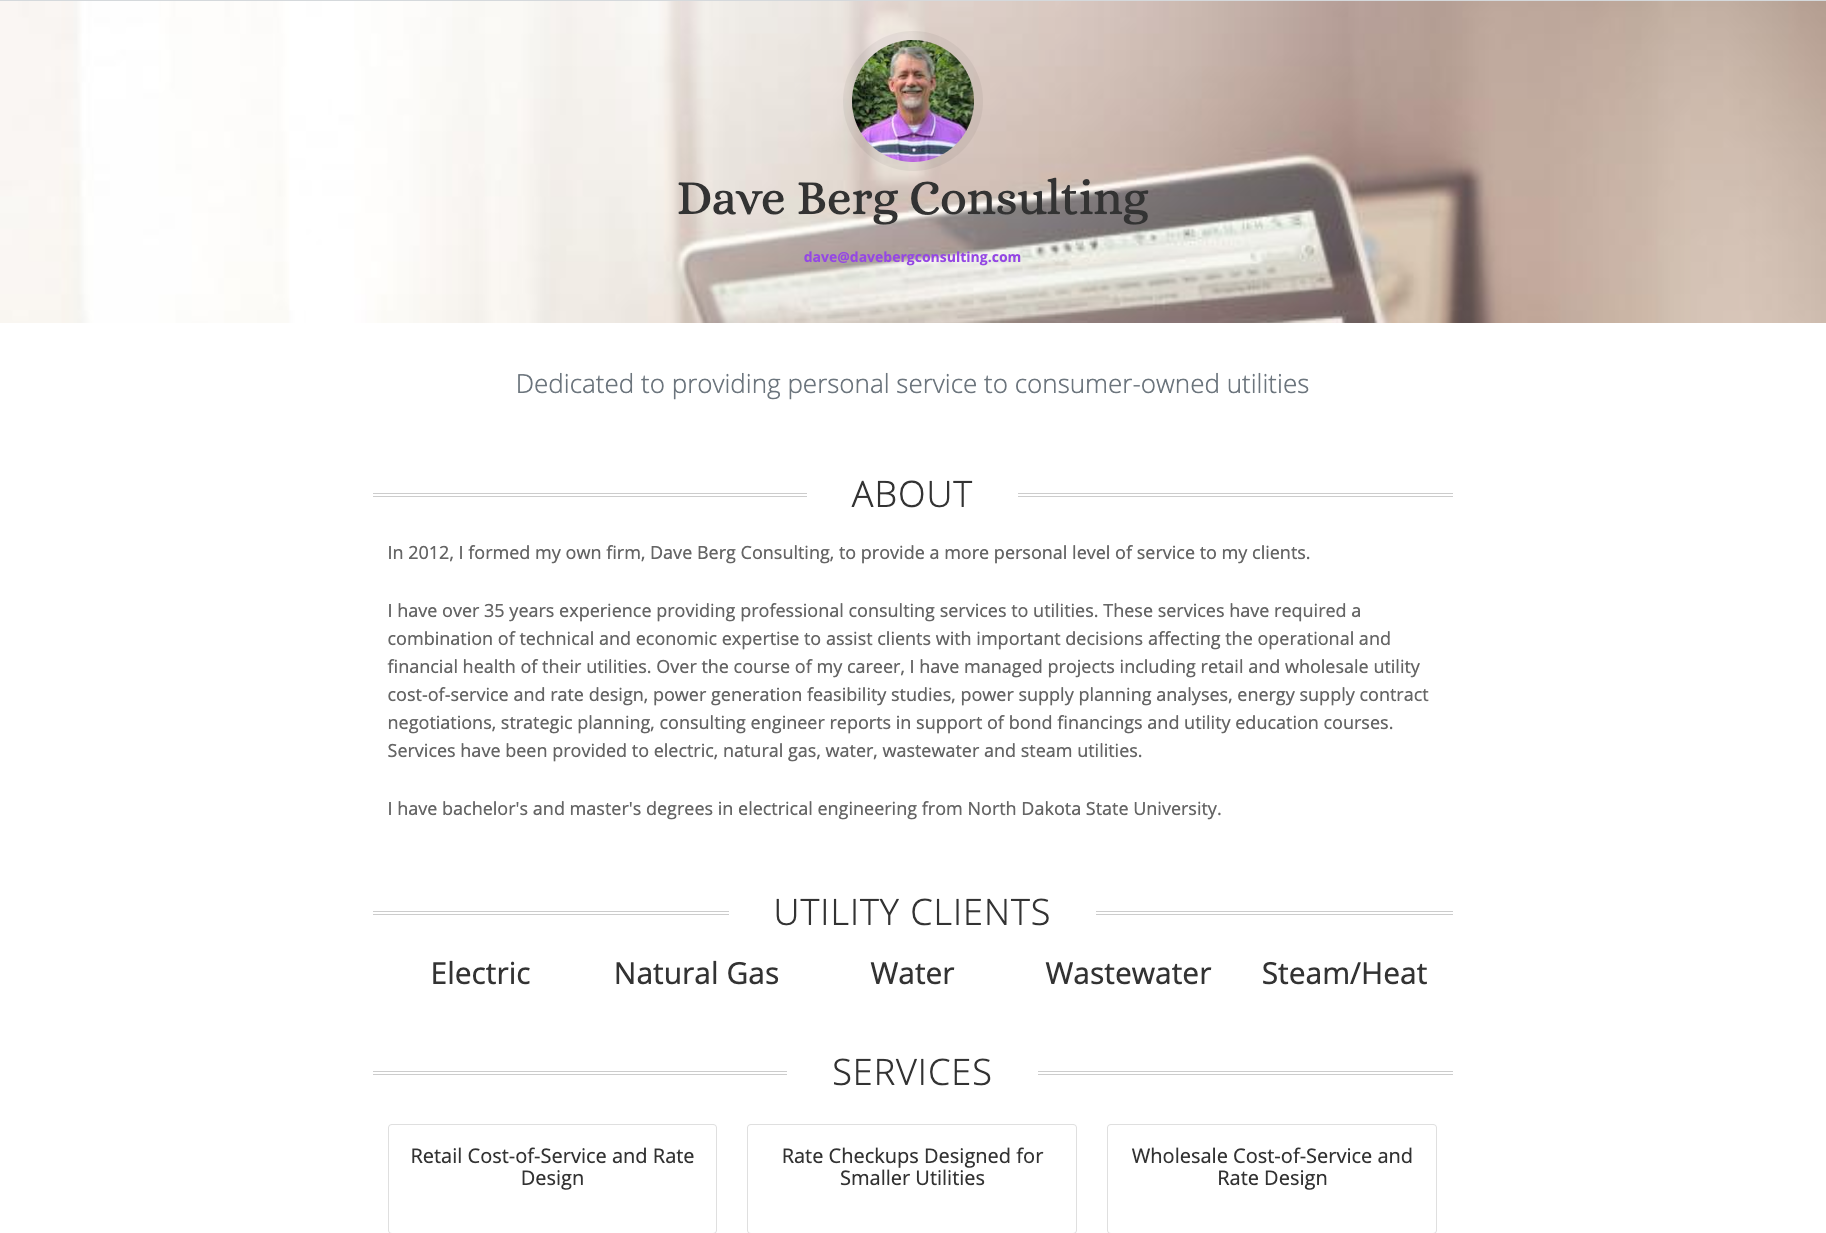 Dave Berg Consulting
dave@davebergconsulting.com
Dedicated to providing personal service to consumer-owned utilities
ABOUT
In 2012, I formed my own firm, Dave Berg Consulting, to provide a more personal level of service to my clients.
I have over 35 years experience providing professional consulting services to utilities. These services have required a
combination of technical and economic expertise to assist clients with important decisions affecting the operational and
financial health of their utilities. Over the course of my career, I have managed projects including retail and wholesale utility
cost-of-service and rate design, power generation feasibility studies, power supply planning analyses, energy supply contract
negotiations, strategic planning, consulting engineer reports in support of bond financings and utility education courses.
Services have been provided to electric, natural gas, water, wastewater and steam utilities.
I have bachelor's and master's degrees in electrical engineering from North Dakota State University.
UTILITY CLIENTS
Electric Natural Gas Water Wastewater Steam/Heat
SERVICES
Retail Cost-of-Service and Rate
Design
Rate Checkups Designed for
Smaller Utilities
Wholesale Cost-of-Service and
Rate Design